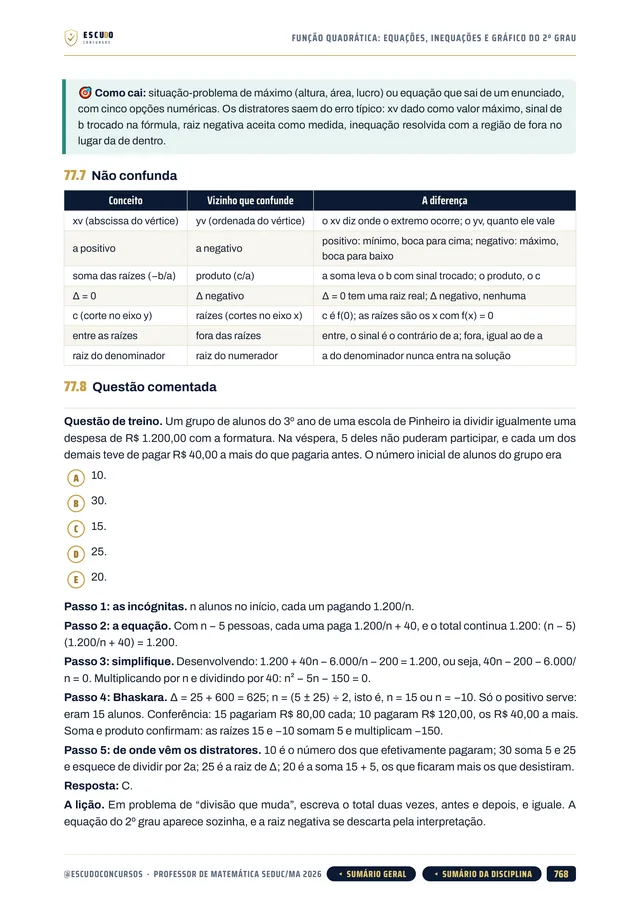 ESCUDO
CONCURSOS
FUNÇÃO QUADRÁTICA: EQUAÇÕES, INEQUAÇÕES E GRÁFICO DO 2º GRAU
🎯 Como cai: situação-problema de máximo (altura, área, lucro) ou equação que sai de um enunciado,
com cinco opções numéricas. Os distratores saem do erro típico: xv dado como valor máximo, sinal de
b trocado na fórmula, raiz negativa aceita como medida, inequação resolvida com a região de fora no
lugar da de dentro.
77.7 Não confunda
Conceito Vizinho que confunde A diferença
xv (abscissa do vértice) yv (ordenada do vértice) o xv diz onde o extremo ocorre; o yv, quanto ele vale
a positivo a negativo positivo: mínimo, boca para cima; negativo: máximo,
boca para baixo
soma das raízes (−b/a) produto (c/a) a soma leva o b com sinal trocado; o produto, o c
Δ = 0 Δ negativo Δ = 0 tem uma raiz real; Δ negativo, nenhuma
c (corte no eixo y) raízes (cortes no eixo x) c é f(0); as raízes são os x com f(x) = 0
entre as raízes fora das raízes entre, o sinal é o contrário de a; fora, igual ao de a
raiz do denominador raiz do numerador a do denominador nunca entra na solução
77.8 Questão comentada
Questão de treino. Um grupo de alunos do 3º ano de uma escola de Pinheiro ia dividir igualmente uma
despesa de R$ 1.200,00 com a formatura. Na véspera, 5 deles não puderam participar, e cada um dos
demais teve de pagar R$ 40,00 a mais do que pagaria antes. O número inicial de alunos do grupo era
A 10.
B 30.
C 15.
D 25.
E 20.
Passo 1: as incógnitas. n alunos no início, cada um pagando 1.200/n.
Passo 2: a equação. Com n − 5 pessoas, cada uma paga 1.200/n + 40, e o total continua 1.200: (n − 5)
(1.200/n + 40) = 1.200.
Passo 3: simplifique. Desenvolvendo: 1.200 + 40n − 6.000/n − 200 = 1.200, ou seja, 40n − 200 − 6.000/
n = 0. Multiplicando por n e dividindo por 40: n² − 5n − 150 = 0.
Passo 4: Bhaskara. Δ = 25 + 600 = 625; n = (5 ± 25) ÷ 2, isto é, n = 15 ou n = −10. Só o positivo serve:
eram 15 alunos. Conferência: 15 pagariam R$ 80,00 cada; 10 pagaram R$ 120,00, os R$ 40,00 a mais.
Soma e produto confirmam: as raízes 15 e −10 somam 5 e multiplicam −150.
Passo 5: de onde vêm os distratores. 10 é o número dos que efetivamente pagaram; 30 soma 5 e 25
e esquece de dividir por 2a; 25 é a raiz de Δ; 20 é a soma 15 + 5, os que ficaram mais os que desistiram.
Resposta: C.
A lição. Em problema de “divisão que muda”, escreva o total duas vezes, antes e depois, e iguale. A
equação do 2º grau aparece sozinha, e a raiz negativa se descarta pela interpretação.
@ESCUDOCONCURSOS · PROFESSOR DE MATEMÁTICA SEDUC/MA 2026 SUMÁRIO GERAL SUMÁRIO DA DISCIPLINA 768